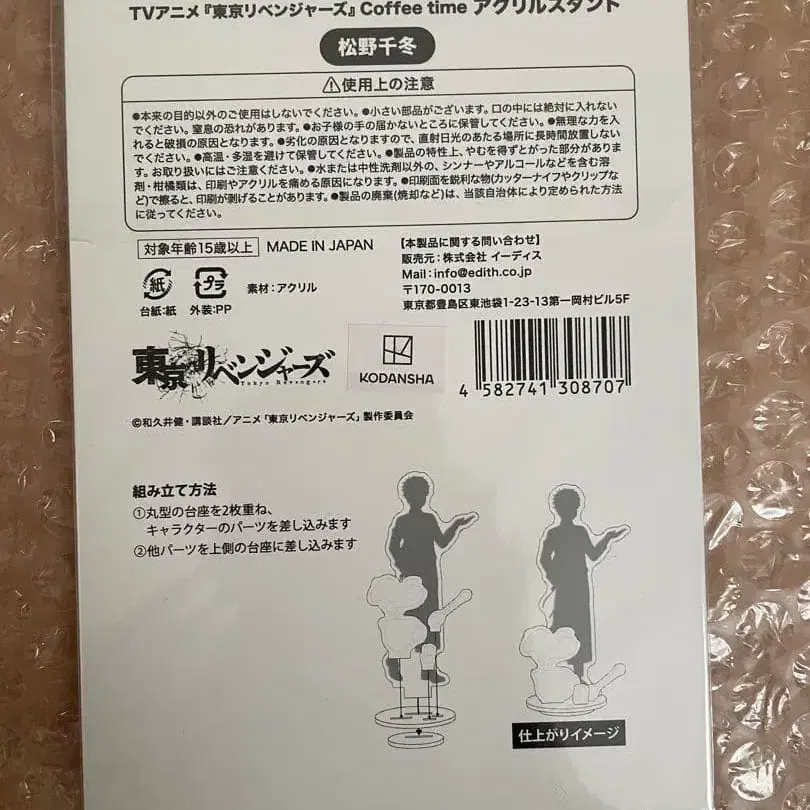 TVアニメ『東京リベンジャーズ』Coffee time アクリルスタンド
松野千冬
⚠使用上の注意
●本来の目的以外のご使用はしないでください。●小さい部品がございます。口の中には絶対に入れない
でください。窒息の恐れがあります。●お子様の手の届かないところに保管してください。●無理な力を入
れると破損の原因となります。●劣化の原因となりますので、直射日光のあたる場所に長時間放置しない
でください。●高温・多湿を避けて保管してください。●製品の特性上、やむを得ずとがった部分がありま
す。お取り扱いにはご注意ください。●水または中性洗剤以外の、シンナーやアルコールなどを含む溶
剤・柑橘類は、印刷やアクリルを痛める原因になります。●印刷面を鋭利な物(カッターナイフやクリップな
ど)で擦ると、印刷が剥げることがあります。●製品の廃棄(焼却など)は、当該自治体により定められた方法
に従ってください。
対象年齢15歳以上 MADE IN JAPAN
【本製品に関する問い合わせ】
販売元：株式会社 イーディス
Mail：info@edith.co.jp
〒170-0013
東京都豊島区東池袋1-23-13第一岡村ビル5F
紙 プラ 素材：アクリル
台紙:紙 外装:PP
東京リベンジャーズ
Tokyo Revengers
KODANSHA
4 582741 308707
©和久井健・講談社／アニメ「東京リベンジャーズ」製作委員会
組み立て方法
①丸型の台座を2枚重ね、
キャラクターのパーツを差し込みます
②他パーツを上側の台座に差し込みます
仕上がりイメージ